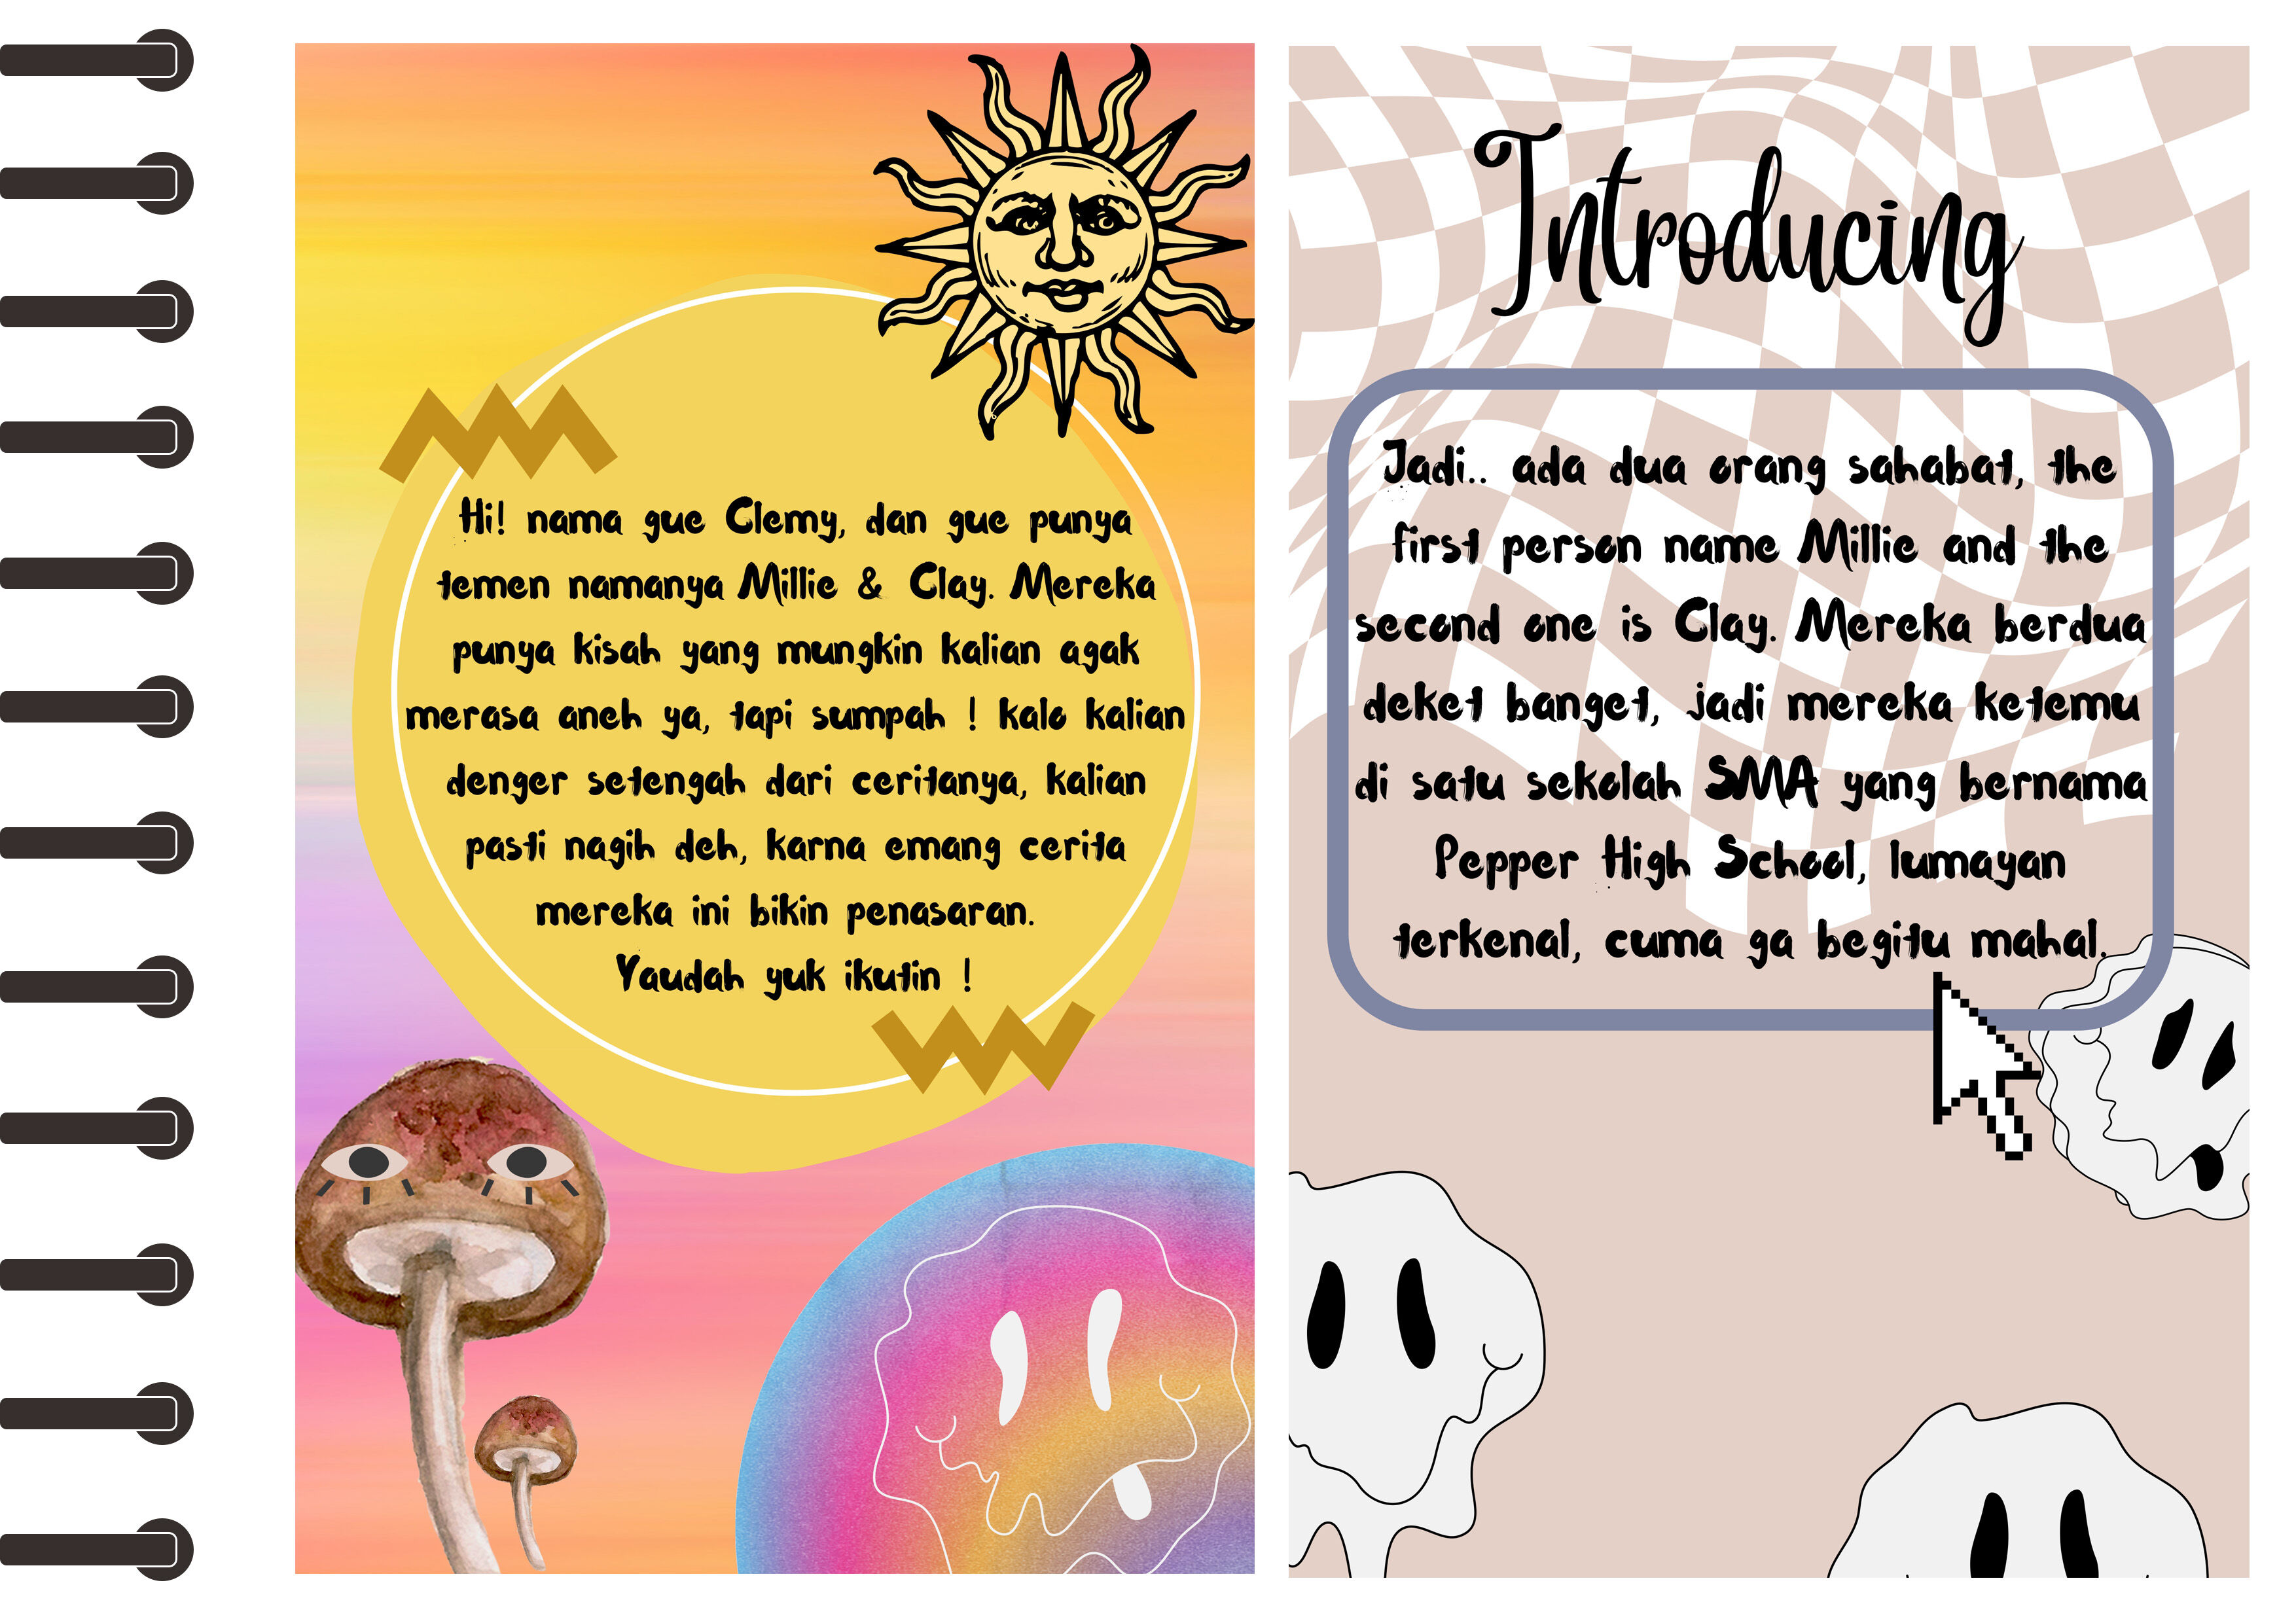 Hi! nama gue Clemy, dan gue punya
temen namanya Millie & Clay. Mereka
punya kisah yang mungkin kalian agak
merasa aneh ya, tapi sumpah ! kalo kalian
denger setengah dari ceritanya, kalian
pasti nagih deh, karna emang cerita
mereka ini bikin penasaran.
Yaudah yuk ikutin !
Introducing
Jadi.. ada dua orang sahabat, the
first person name Millie and the
second one is Clay. Mereka berdua
deket banget, jadi mereka ketemu
di satu sekolah SMA yang bernama
Pepper High School, lumayan
terkenal, cuma ga begitu mahal.